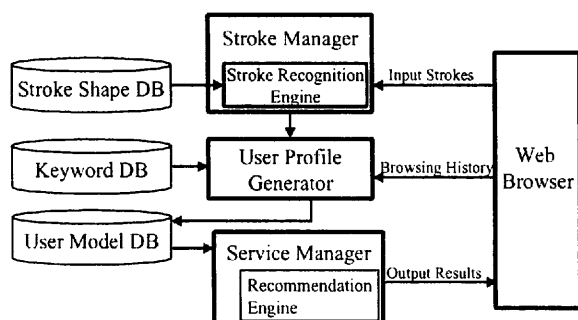 Stroke Manager
Stroke Recognition
Engine
Stroke Shape DB
Input Strokes
Keyword DB
User Profile
Generator
Browsing History
Web
Browser
User Model DB
Service Manager
Recommendation
Engine
Output Results